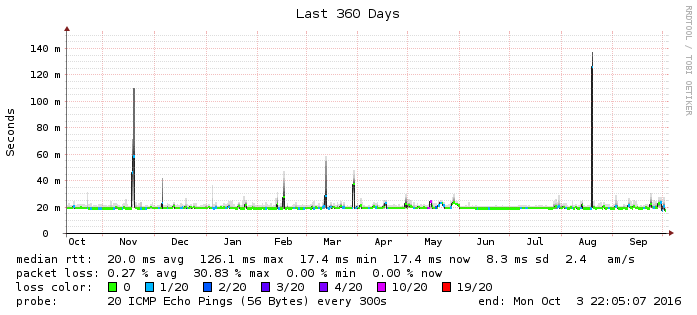 Last 360 Days
RRDTOOL / TOBI OETIKER
Seconds
140 m
120 m
100 m
80 m
60 m
40 m
20 m
0
Oct Nov Dec Jan Feb Mar Apr May Jun Jul Aug Sep
median rtt: 20.0 ms avg 126.1 ms max 17.4 ms min 17.4 ms now 8.3 ms sd 2.4 am/s
packet loss: 0.27 % avg 30.83 % max 0.00 % min 0.00 % now
loss color: 0 1/20 2/20 3/20 4/20 10/20 19/20
probe: 20 ICMP Echo Pings (56 Bytes) every 300s end: Mon Oct 3 22:05:07 2016